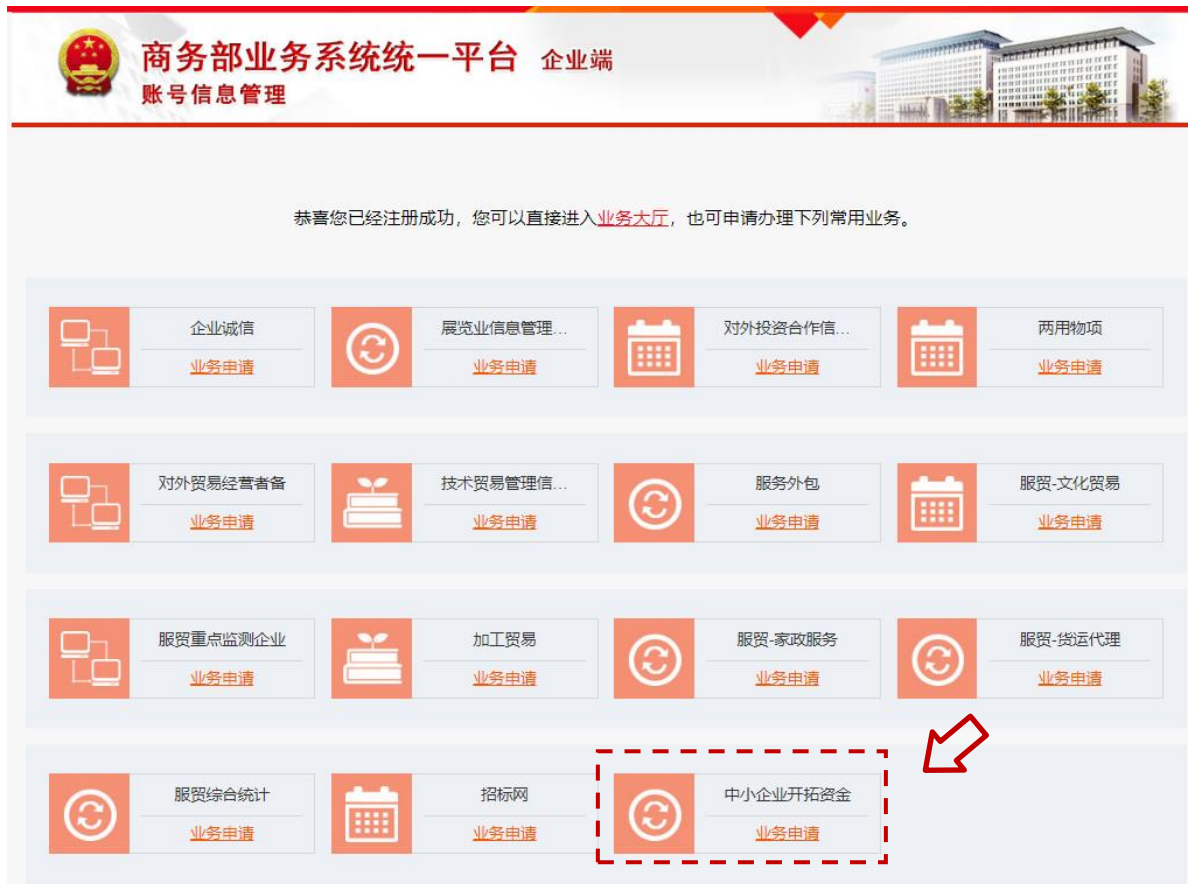 商务部业务系统统一平台 企业端
账号信息管理
恭喜您已经注册成功，您可以直接进入业务大厅，也可申请办理下列常用业务。
企业诚信 展览业信息管理... 对外投资合作信... 两用物项
业务申请 业务申请 业务申请 业务申请
对外贸易经营者备 技术贸易管理信... 服务外包 服贸-文化贸易
业务申请 业务申请 业务申请 业务申请
服贸重点监测企业 加工贸易 服贸-家政服务 服贸-货运代理
业务申请 业务申请 业务申请 业务申请
服贸综合统计 招标网 中小企业开拓资金
业务申请 业务申请 业务申请